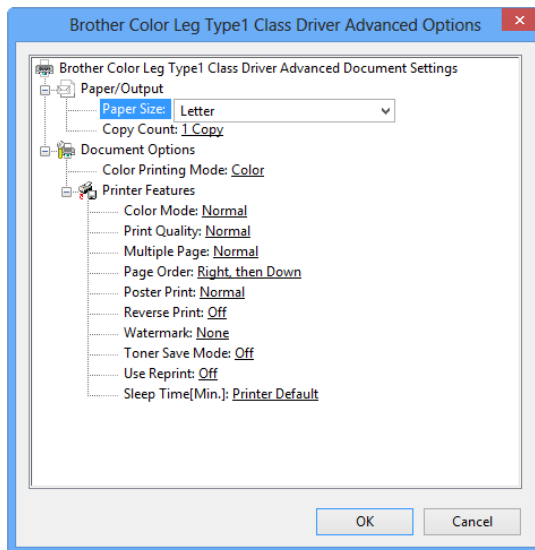 Brother Color Leg Type1 Class Driver Advanced Options
Brother Color Leg Type1 Class Driver Advanced Document Settings
Paper/Output
Paper Size: Letter
Copy Count: 1 Copy
Document Options
Color Printing Mode: Color
Printer Features
Color Mode: Normal
Print Quality: Normal
Multiple Page: Normal
Page Order: Right, then Down
Poster Print: Normal
Reverse Print: Off
Watermark: None
Toner Save Mode: Off
Use Reprint: Off
Sleep Time[Min.]: Printer Default
OK Cancel